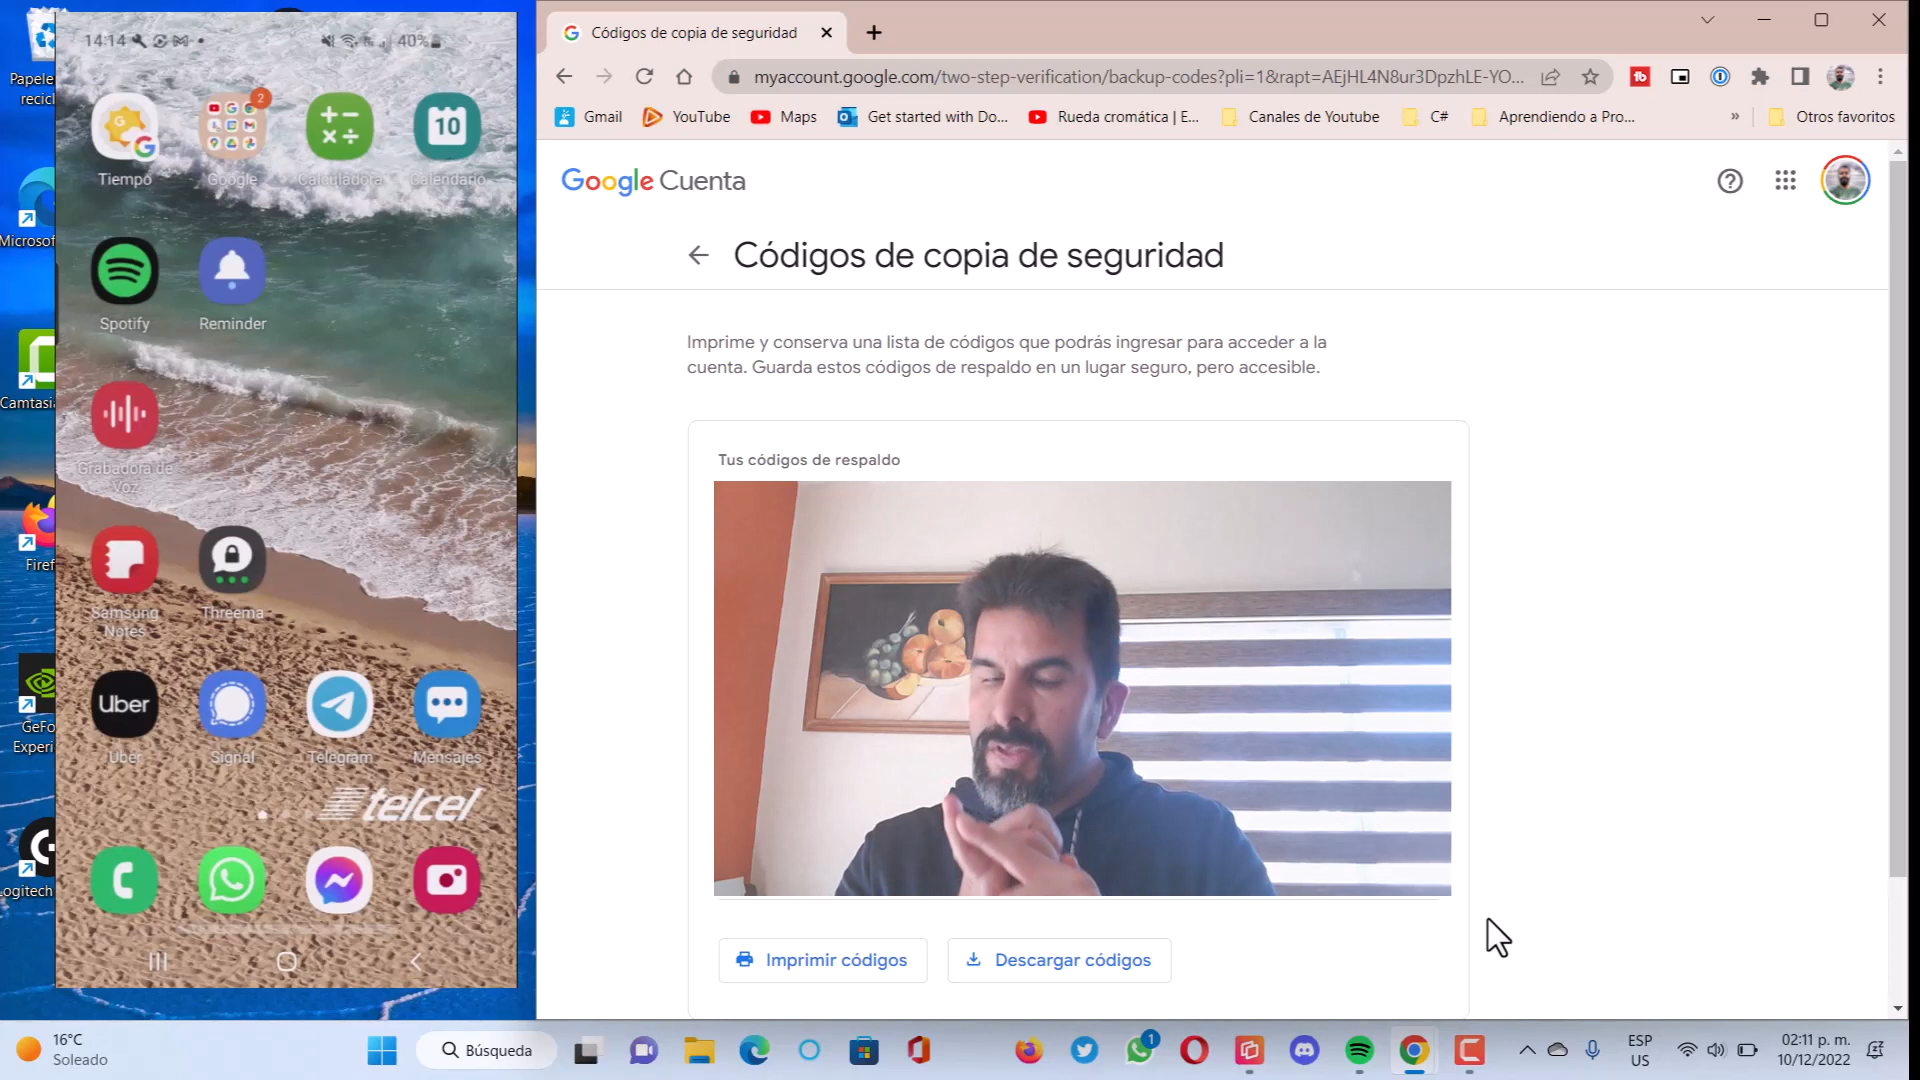 Papele
recicl
Microsof
Camtasia
Firef
GeFo
Experi
Logitech
14:14
40%
2
10
Tiempo
Google
Calculadora
Calendario
Spotify
Reminder
Grabadora de
Voz
Samsung
Notes
Threema
Uber
Uber
Signal
Telegram
Mensajes
telcel
Códigos de copia de seguridad
myaccount.google.com/two-step-verification/backup-codes?pli=1&rapt=AEjHL4N8ur3DpzhLE-YO...
Gmail
YouTube
Maps
Get started with Do...
Rueda cromática | E...
Canales de Youtube
C#
Aprendiendo a Pro...
»
Otros favoritos
Google Cuenta
Códigos de copia de seguridad
Imprime y conserva una lista de códigos que podrás ingresar para acceder a la
cuenta. Guarda estos códigos de respaldo en un lugar seguro, pero accesible.
Tus códigos de respaldo
Imprimir códigos
Descargar códigos
16°C
Soleado
Búsqueda
1
ESP
US
02:11 p. m.
10/12/2022